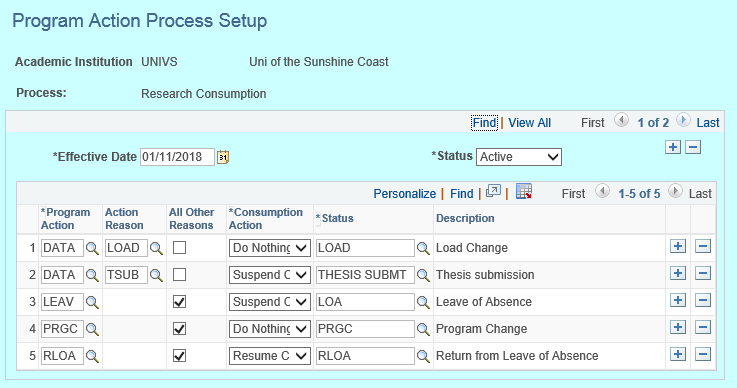 Program Action Process Setup
Academic Institution UNIVS Uni of the Sunshine Coast
Process: Research Consumption
Find | View All First 1 of 2 Last
*Effective Date 01/11/2018 31 *Status Active
Personalize | Find | | First 1-5 of 5 Last
*Program Action Action Reason All Other Reasons *Consumption Action *Status Description
1 DATA LOAD Do Nothing LOAD Load Change
2 DATA TSUB Suspend C THESIS SUBMT Thesis submission
3 LEAV Suspend C LOA Leave of Absence
4 PRGC Do Nothing PRGC Program Change
5 RLOA Resume C RLOA Return from Leave of Absence